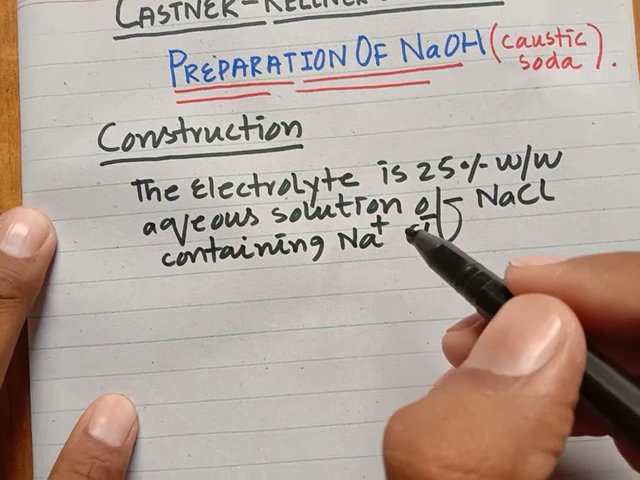 CASTNER-KELLNER
PREPARATION OF NaOH (caustic soda).
Construction
The Electrolyte is 25% w/w
aqeous solution of NaCl
containing Na+